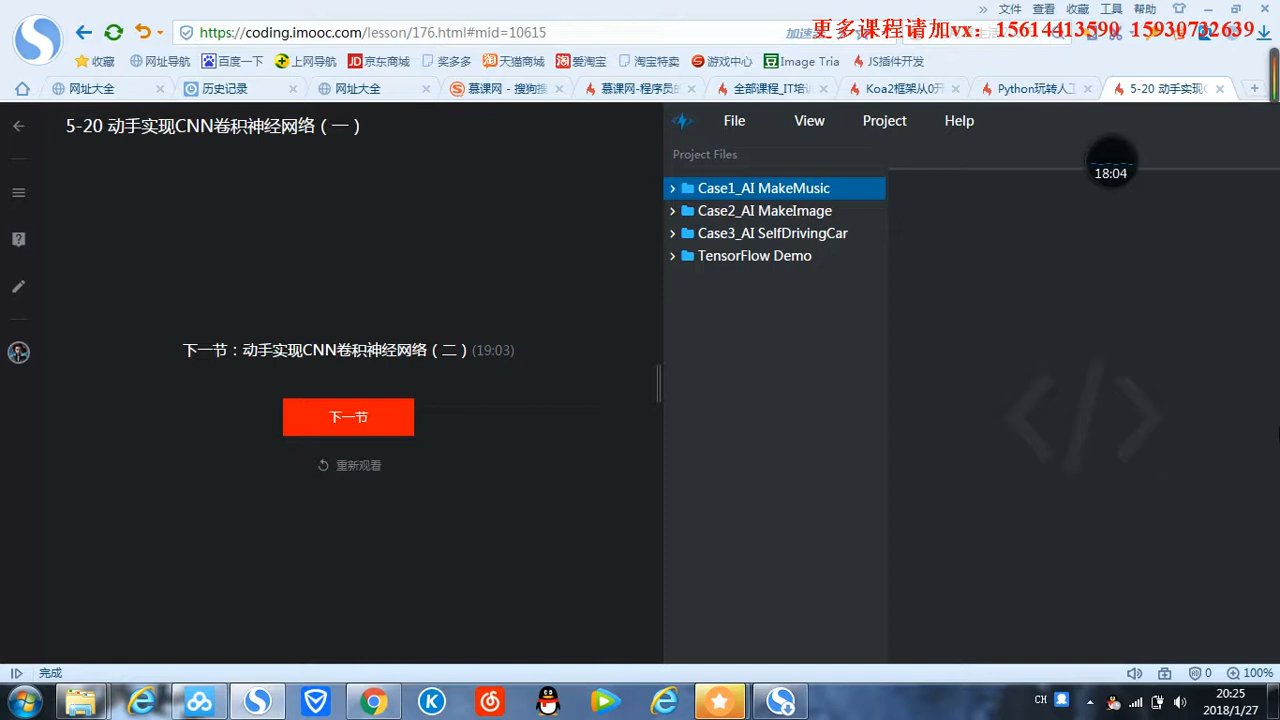 » 文件 查看 收藏 工具 帮助
更多课程请加vx：15614413590 15930732639
https://coding.imooc.com/lesson/176.html#mid=10615
收藏 网址导航 百度一下 上网导航 京东商城 奖多多 天猫商城 爱淘宝 淘宝特卖 游戏中心 Image Tria JS插件开发
网址大全 历史记录 网址大全 慕课网 - 搜狗搜 慕课网-程序员的 全部课程_IT培训 Koa2框架从0开 Python玩转人工 5-20 动手实现C
5-20 动手实现CNN卷积神经网络（一）
File View Project Help
Project Files
18:04
Case1_AI MakeMusic
Case2_AI MakeImage
Case3_AI SelfDrivingCar
TensorFlow Demo
下一节：动手实现CNN卷积神经网络（二）(19:03)
下一节
重新观看
完成
0 100%
CH
20:25
2018/1/27